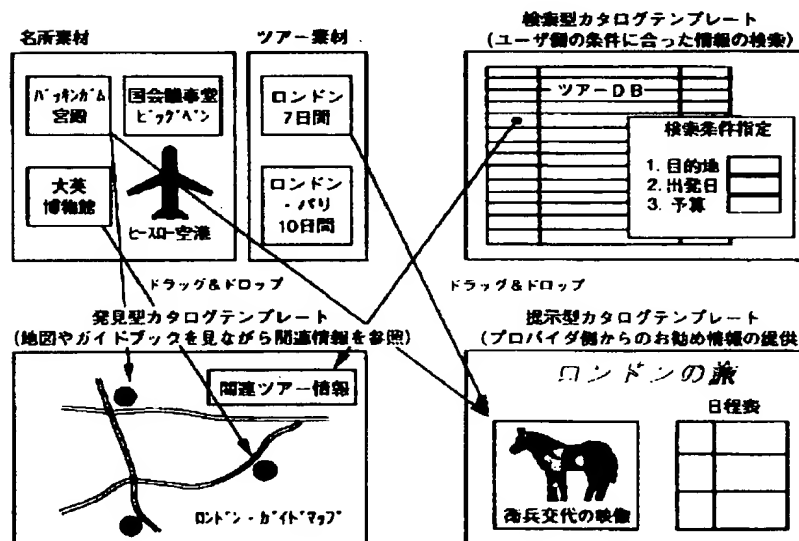 名所素材
バッキンガム
宮殿
国会議事堂
ビッグベン
大英
博物館
ヒースロー空港
ツアー素材
ロンドン
7日間
ロンドン
・パリ
10日間
検索型カタログテンプレート
(ユーザ側の条件に合った情報の検索)
ツアーDB
検索条件指定
1. 目的地
2. 出発日
3. 予算
ドラッグ&ドロップ
ドラッグ&ドロップ
発見型カタログテンプレート
(地図やガイドブックを見ながら関連情報を参照)
関連ツアー情報
ロンドン・ガイドマップ
提示型カタログテンプレート
(プロバイダ側からのお勧め情報の提供
ロンドンの旅
日程表
衛兵交代の映像